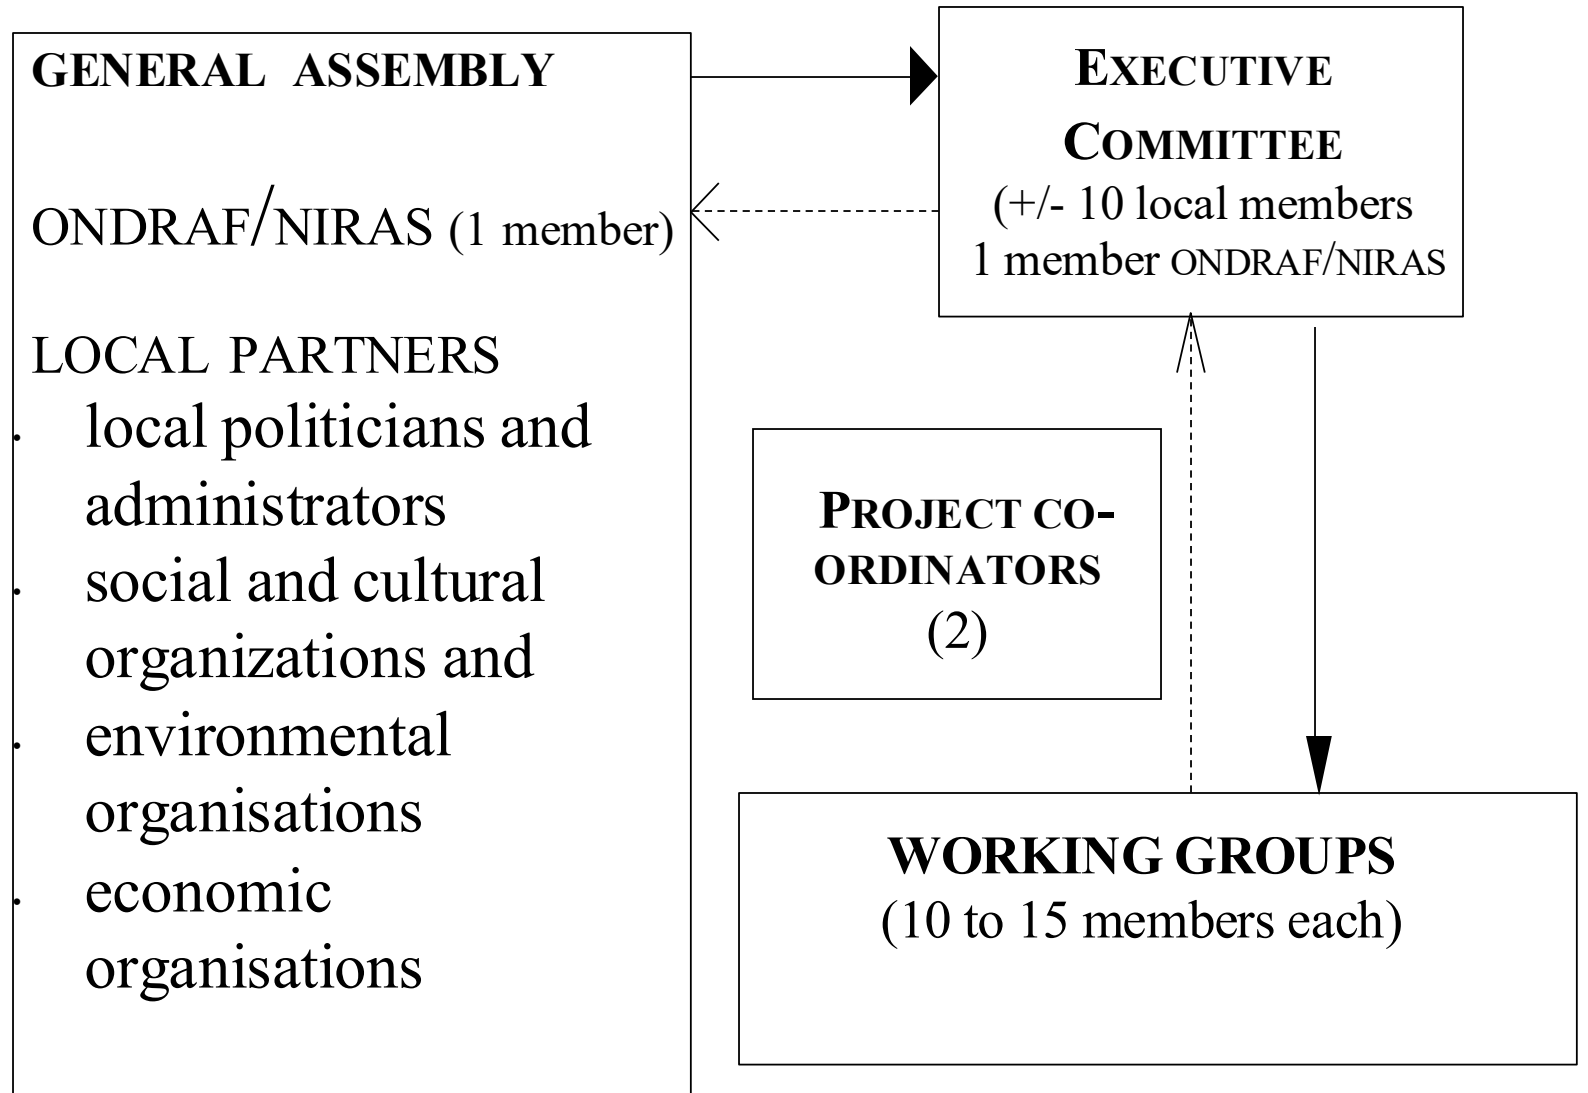 GENERAL ASSEMBLY
ONDRAF/NIRAS (1 member)
LOCAL PARTNERS
· local politicians and
administrators
· social and cultural
organizations and
· environmental
organisations
· economic
organisations
EXECUTIVE
COMMITTEE
(+/- 10 local members
1 member ONDRAF/NIRAS
PROJECT CO-
ORDINATORS
(2)
WORKING GROUPS
(10 to 15 members each)